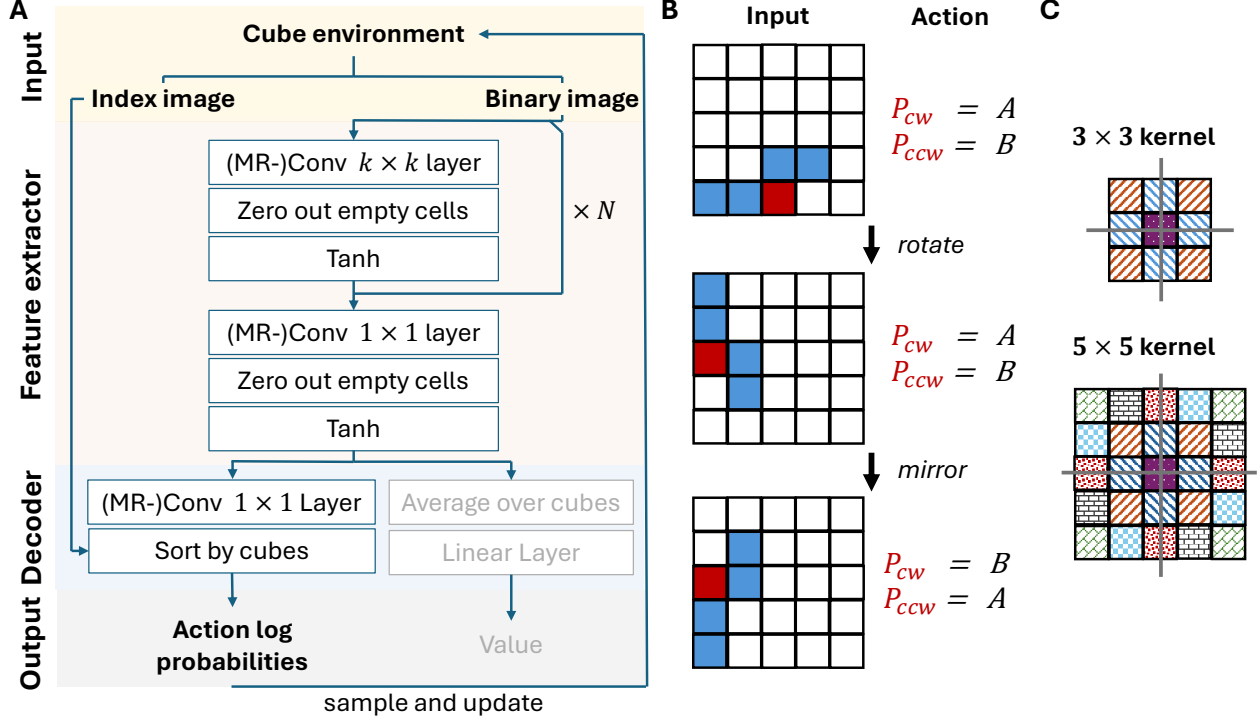 A
Input
Cube environment
Index image
Binary image
Feature extractor
(MR-)Conv k × k layer
Zero out empty cells
Tanh
× N
(MR-)Conv 1 × 1 layer
Zero out empty cells
Tanh
Decoder
(MR-)Conv 1 × 1 Layer
Sort by cubes
Average over cubes
Linear Layer
Output
Action log
probabilities
Value
sample and update
B
Input
Action
P_CW = A
P_CCW = B
rotate
P_CW = A
P_CCW = B
mirror
P_CW = B
P_CCW = A
C
3 × 3 kernel
5 × 5 kernel